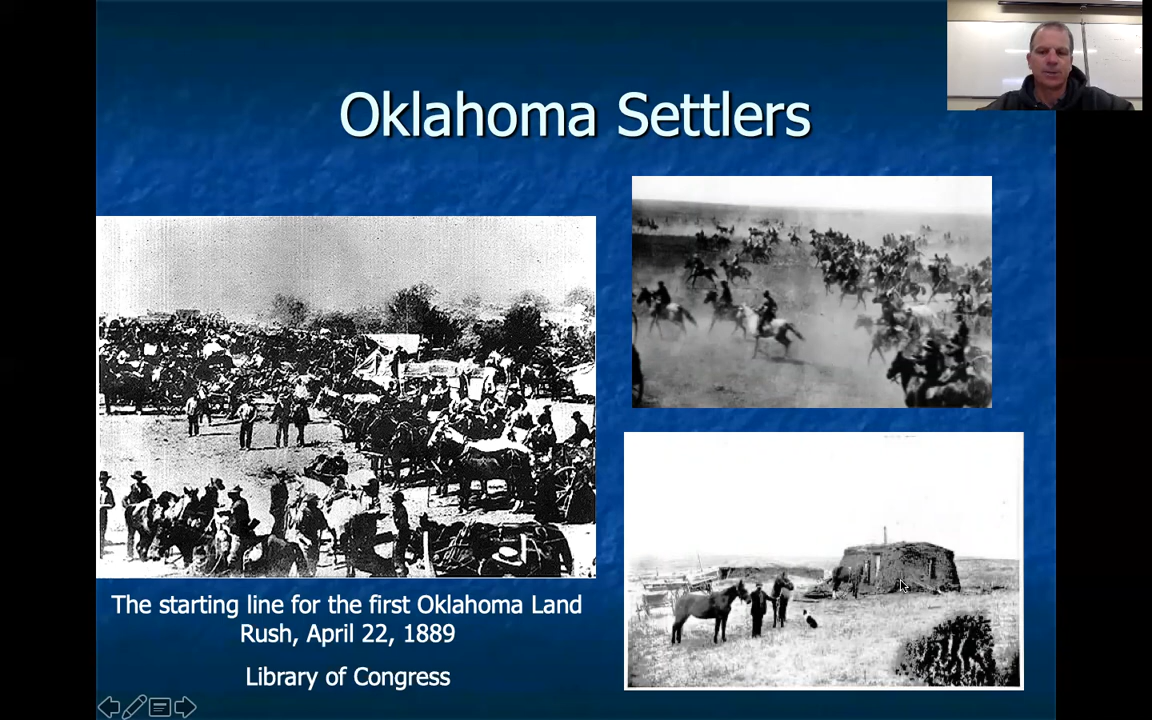 Oklahoma Settlers
The starting line for the first Oklahoma Land
Rush, April 22, 1889
Library of Congress